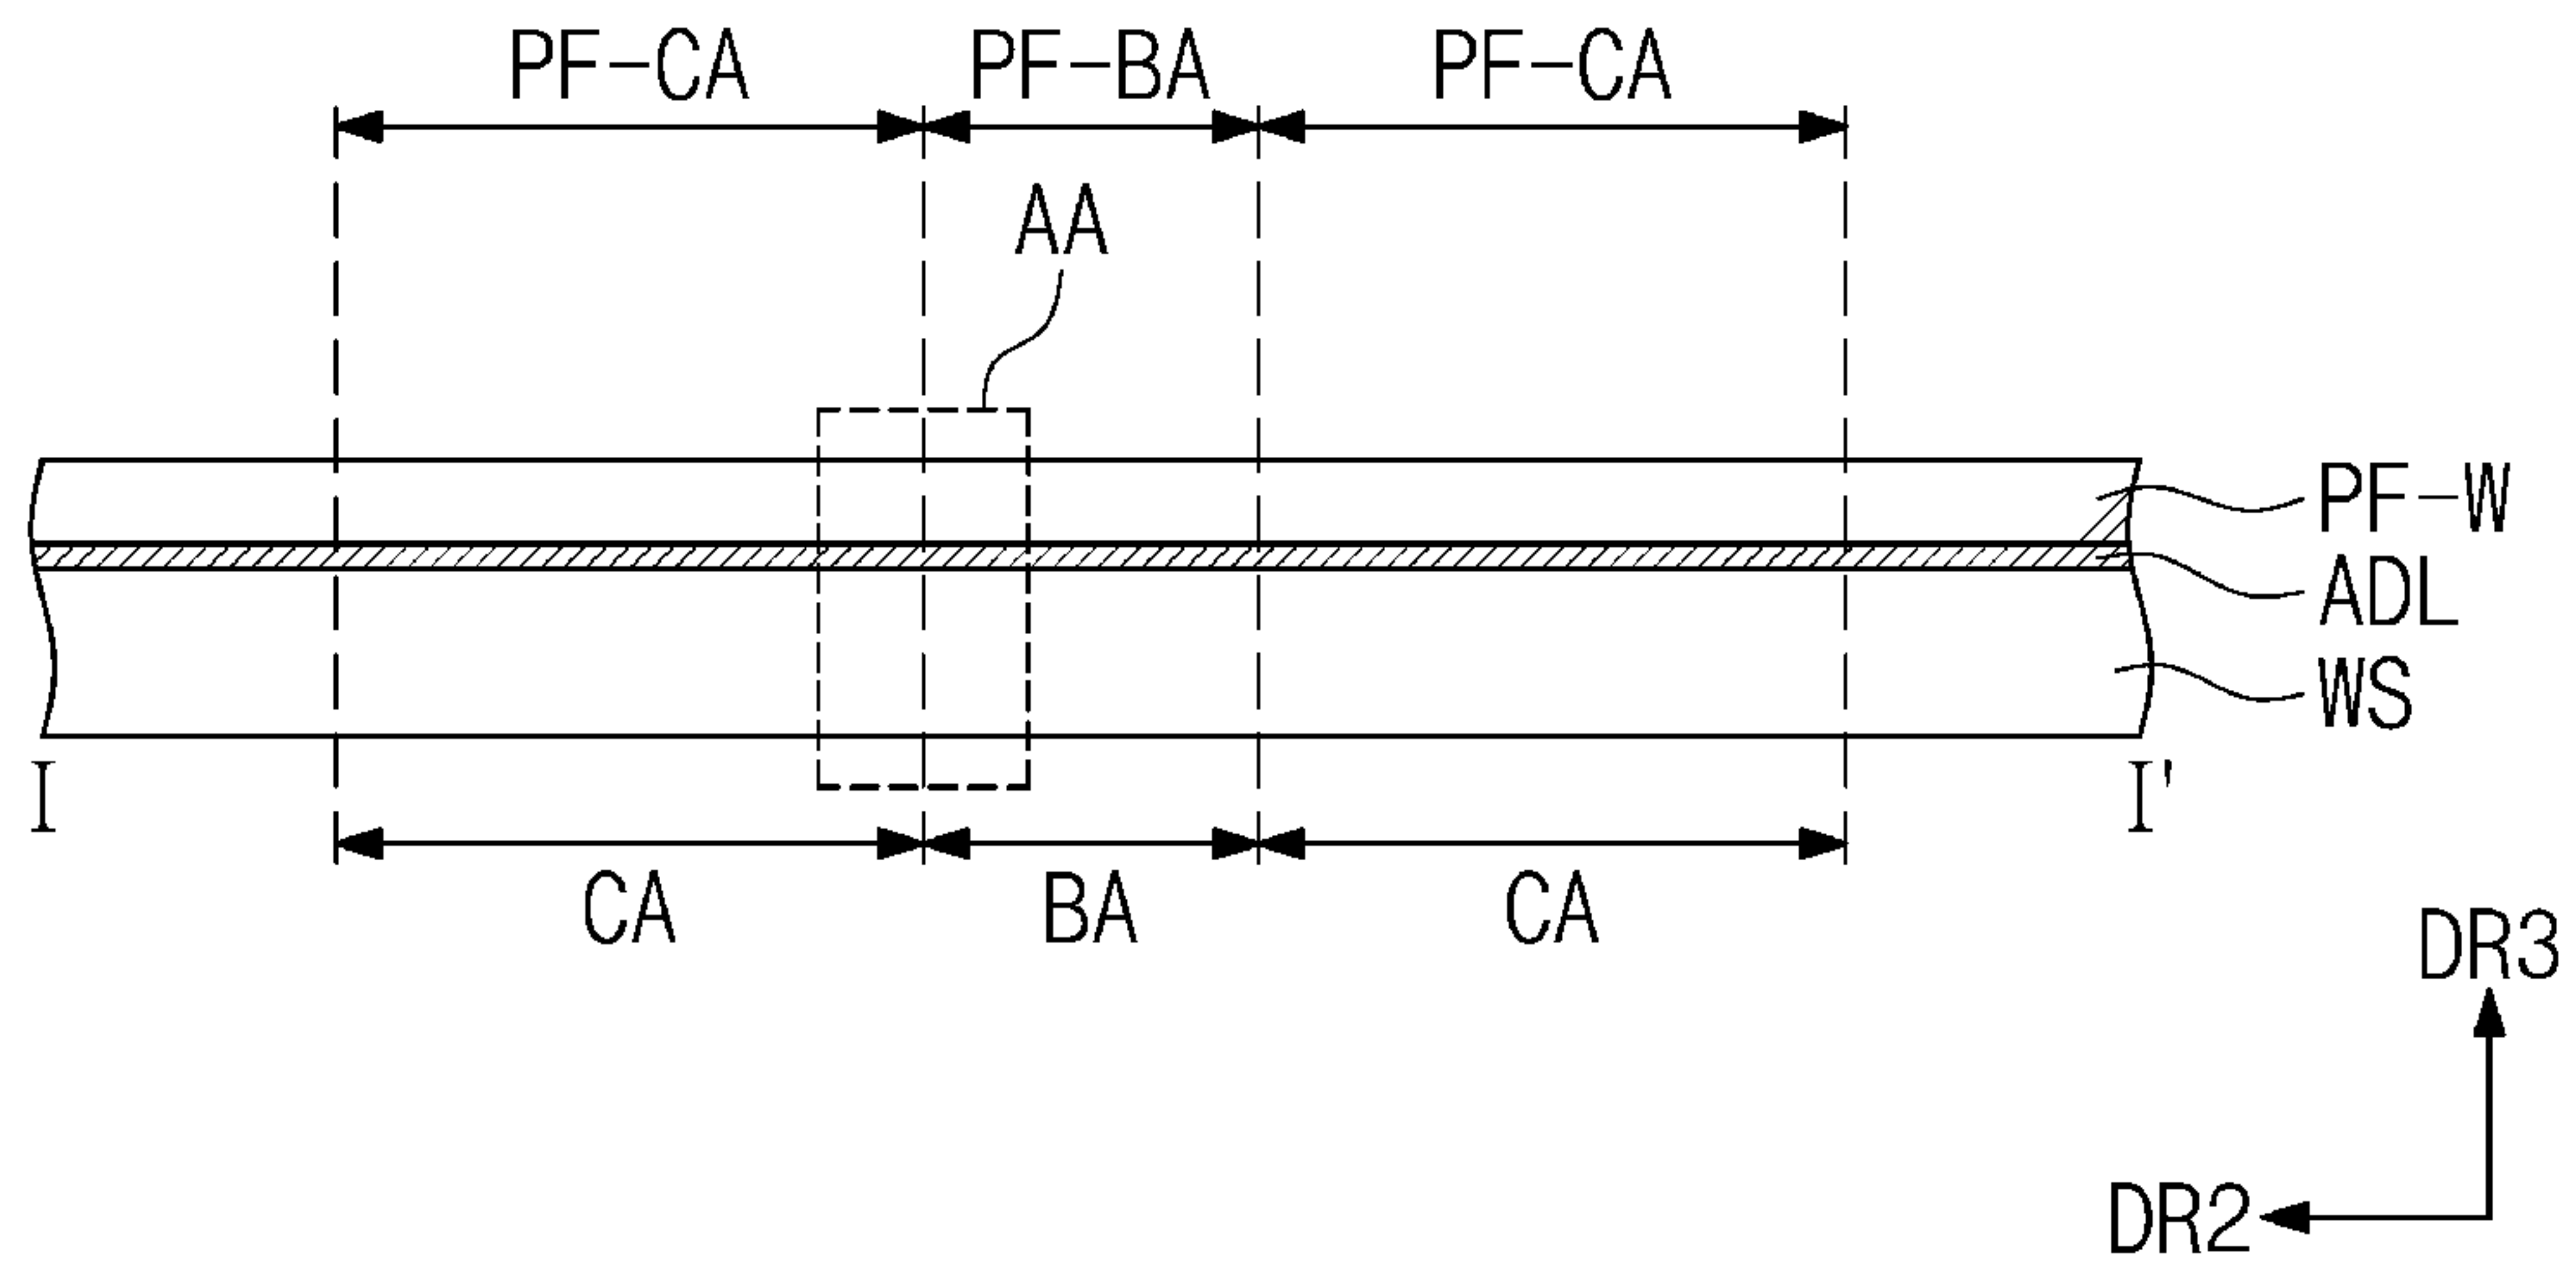 PF-CA PF-BA PF-CA
AA
PF-W
ADL
WS
I I'
CA BA CA
DR3
DR2